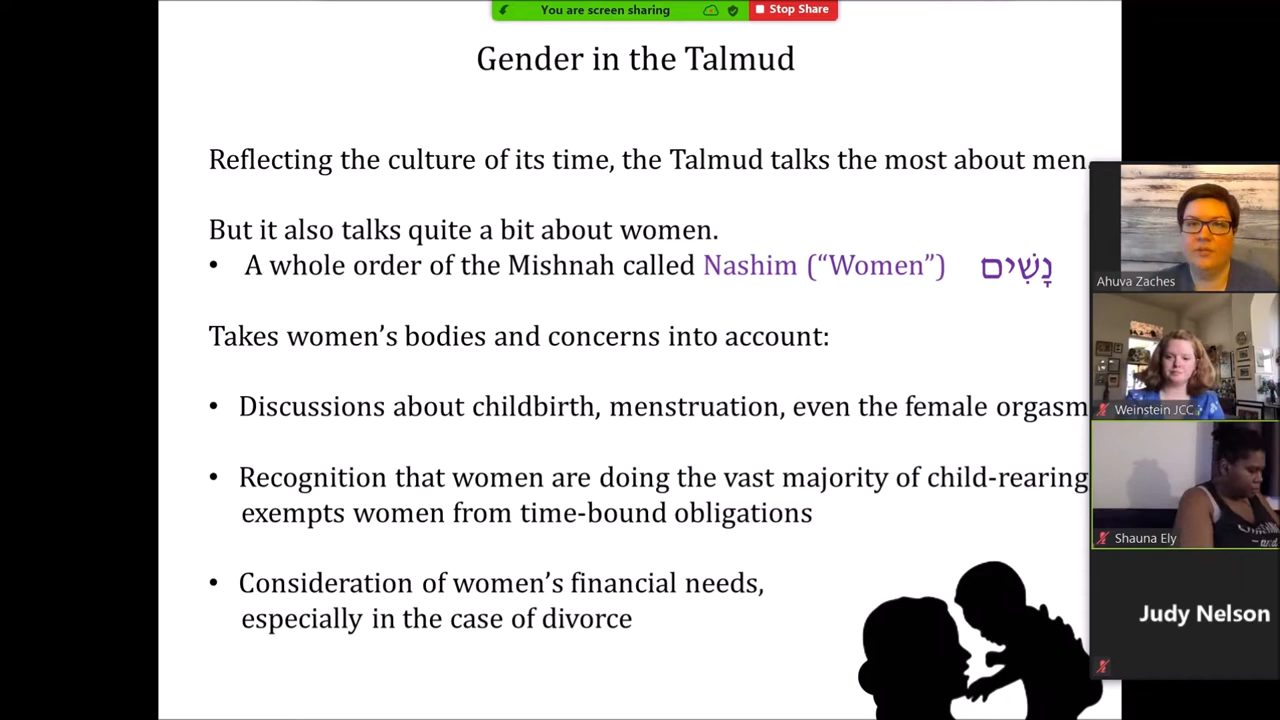 You are screen sharing
Stop Share
Gender in the Talmud
Reflecting the culture of its time, the Talmud talks the most about men.
But it also talks quite a bit about women.
• A whole order of the Mishnah called Nashim (“Women”) נָשִׁים
Takes women’s bodies and concerns into account:
• Discussions about childbirth, menstruation, even the female orgasm
• Recognition that women are doing the vast majority of child-rearing
exempts women from time-bound obligations
• Consideration of women’s financial needs,
especially in the case of divorce
Ahuva Zaches
Weinstein JCC
Shauna Ely
Judy Nelson